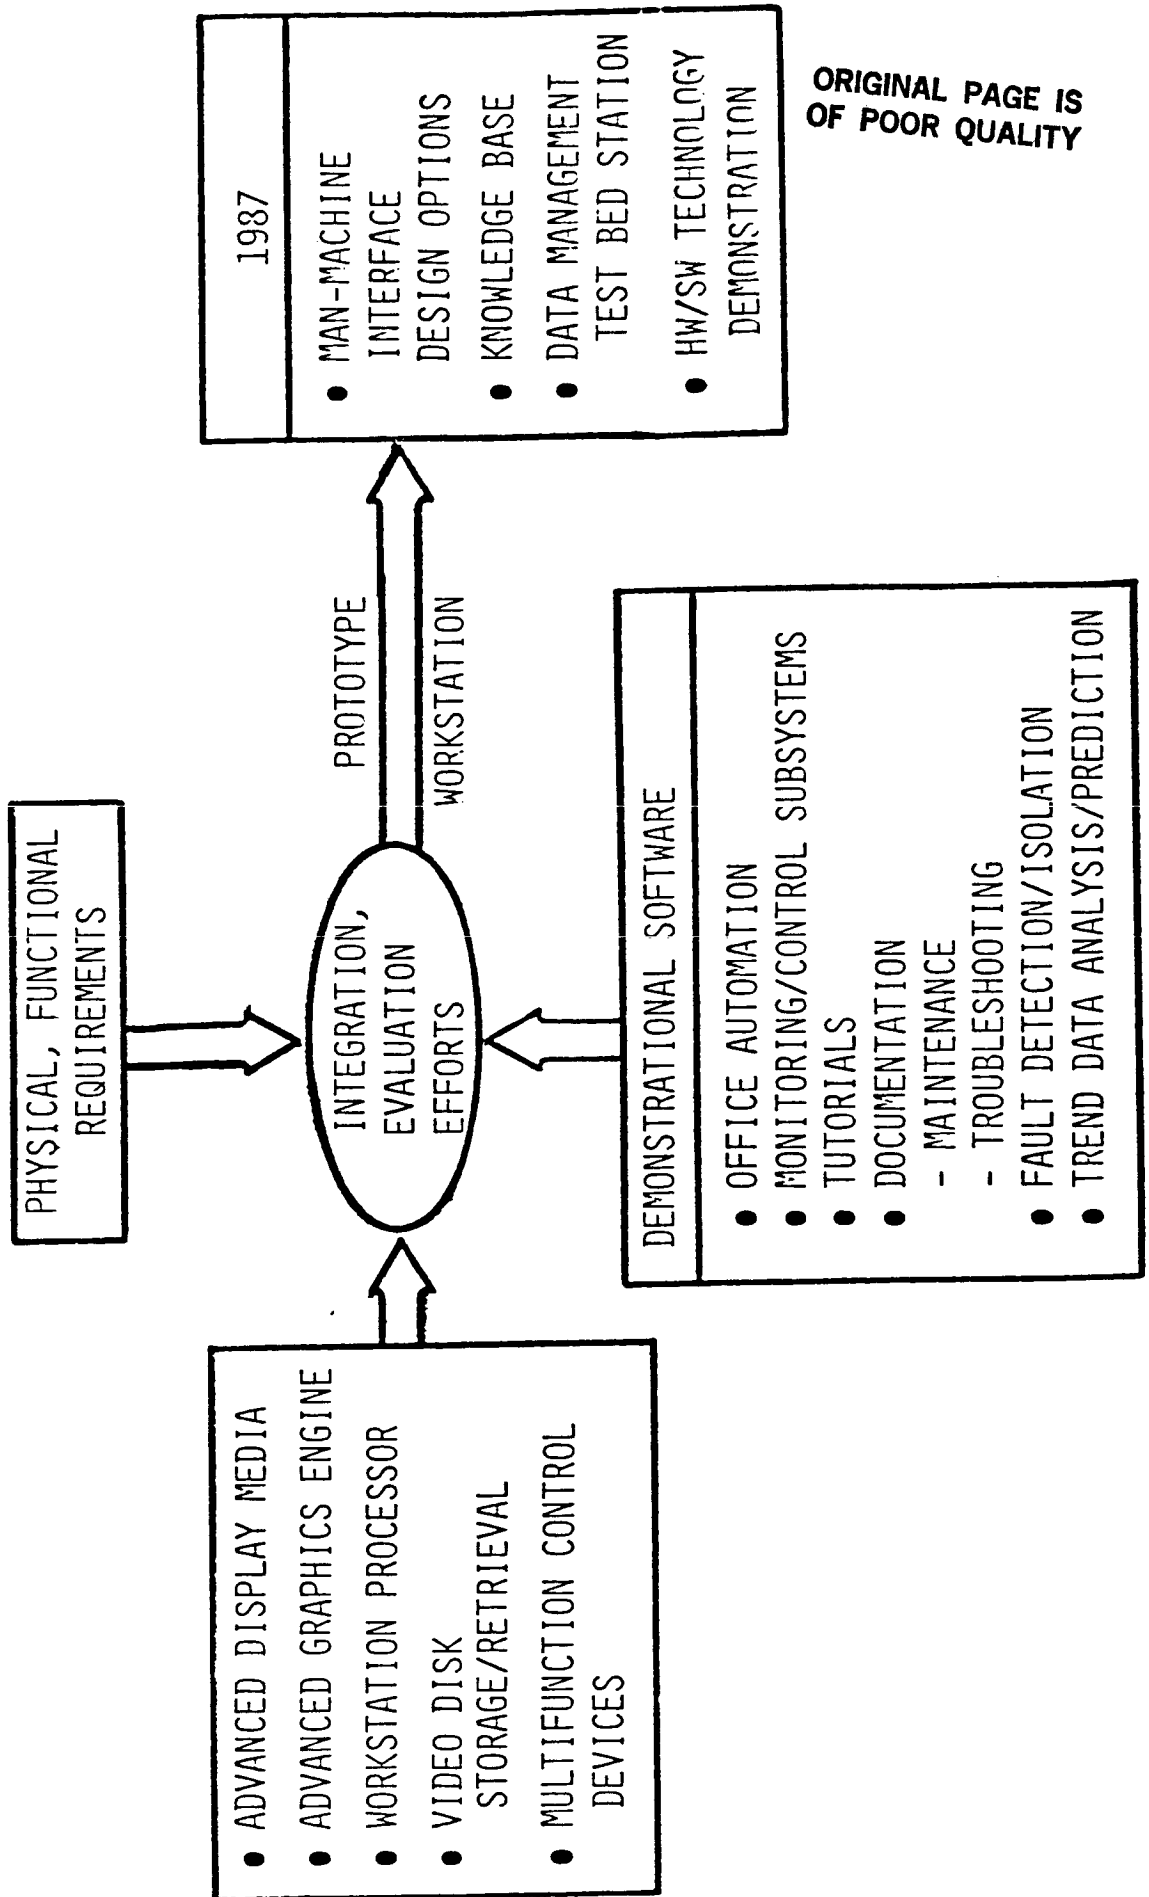 PHYSICAL, FUNCTIONAL
REQUIREMENTS
● ADVANCED DISPLAY MEDIA
● ADVANCED GRAPHICS ENGINE
● WORKSTATION PROCESSOR
● VIDEO DISK
STORAGE/RETRIEVAL
● MULTIFUNCTION CONTROL
DEVICES
INTEGRATION,
EVALUATION
EFFORTS
PROTOTYPE
WORKSTATION
1987
● MAN-MACHINE
INTERFACE
DESIGN OPTIONS
● KNOWLEDGE BASE
● DATA MANAGEMENT
TEST BED STATION
● HW/SW TECHNOLOGY
DEMONSTRATION
DEMONSTRATIONAL SOFTWARE
● OFFICE AUTOMATION
● MONITORING/CONTROL SUBSYSTEMS
● TUTORIALS
● DOCUMENTATION
- MAINTENANCE
- TROUBLESHOOTING
● FAULT DETECTION/ISOLATION
● TREND DATA ANALYSIS/PREDICTION
ORIGINAL PAGE IS
OF POOR QUALITY